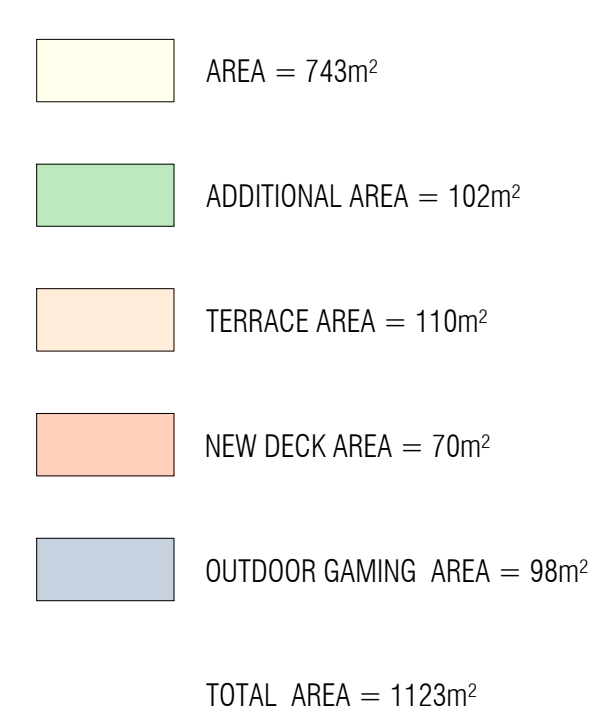 AREA = 743m²
ADDITIONAL AREA = 102m²
TERRACE AREA = 110m²
NEW DECK AREA = 70m²
OUTDOOR GAMING  AREA = 98m²
TOTAL  AREA = 1123m²